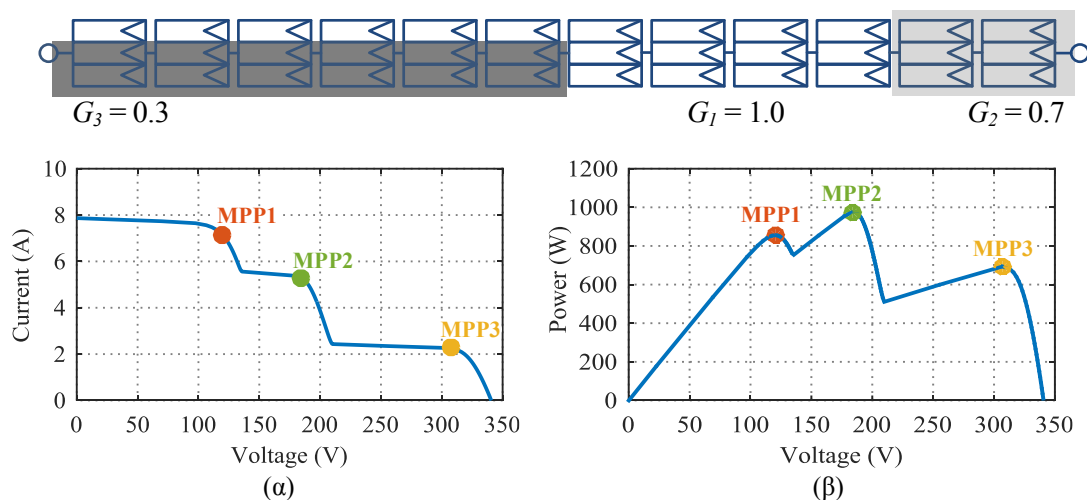 G3 = 0.3
G1 = 1.0
G2 = 0.7
10
8
6
4
2
0
Current (A)
MPP1
MPP2
MPP3
0 50 100 150 200 250 300 350
Voltage (V)
(α)
1200
1000
800
600
400
200
0
Power (W)
MPP1
MPP2
MPP3
0 50 100 150 200 250 300 350
Voltage (V)
(β)